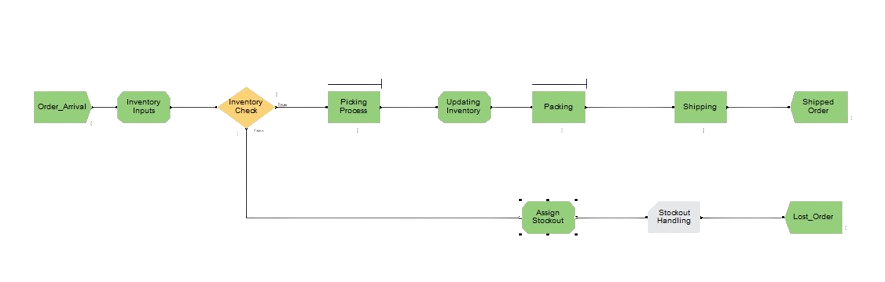 Order_Arrival
Inventory
Inputs
Inventory
Check
True
False
Picking
Process
Updating
Inventory
Packing
Shipping
Shipped
Order
Assign
Stockout
Stockout
Handling
Lost_Order